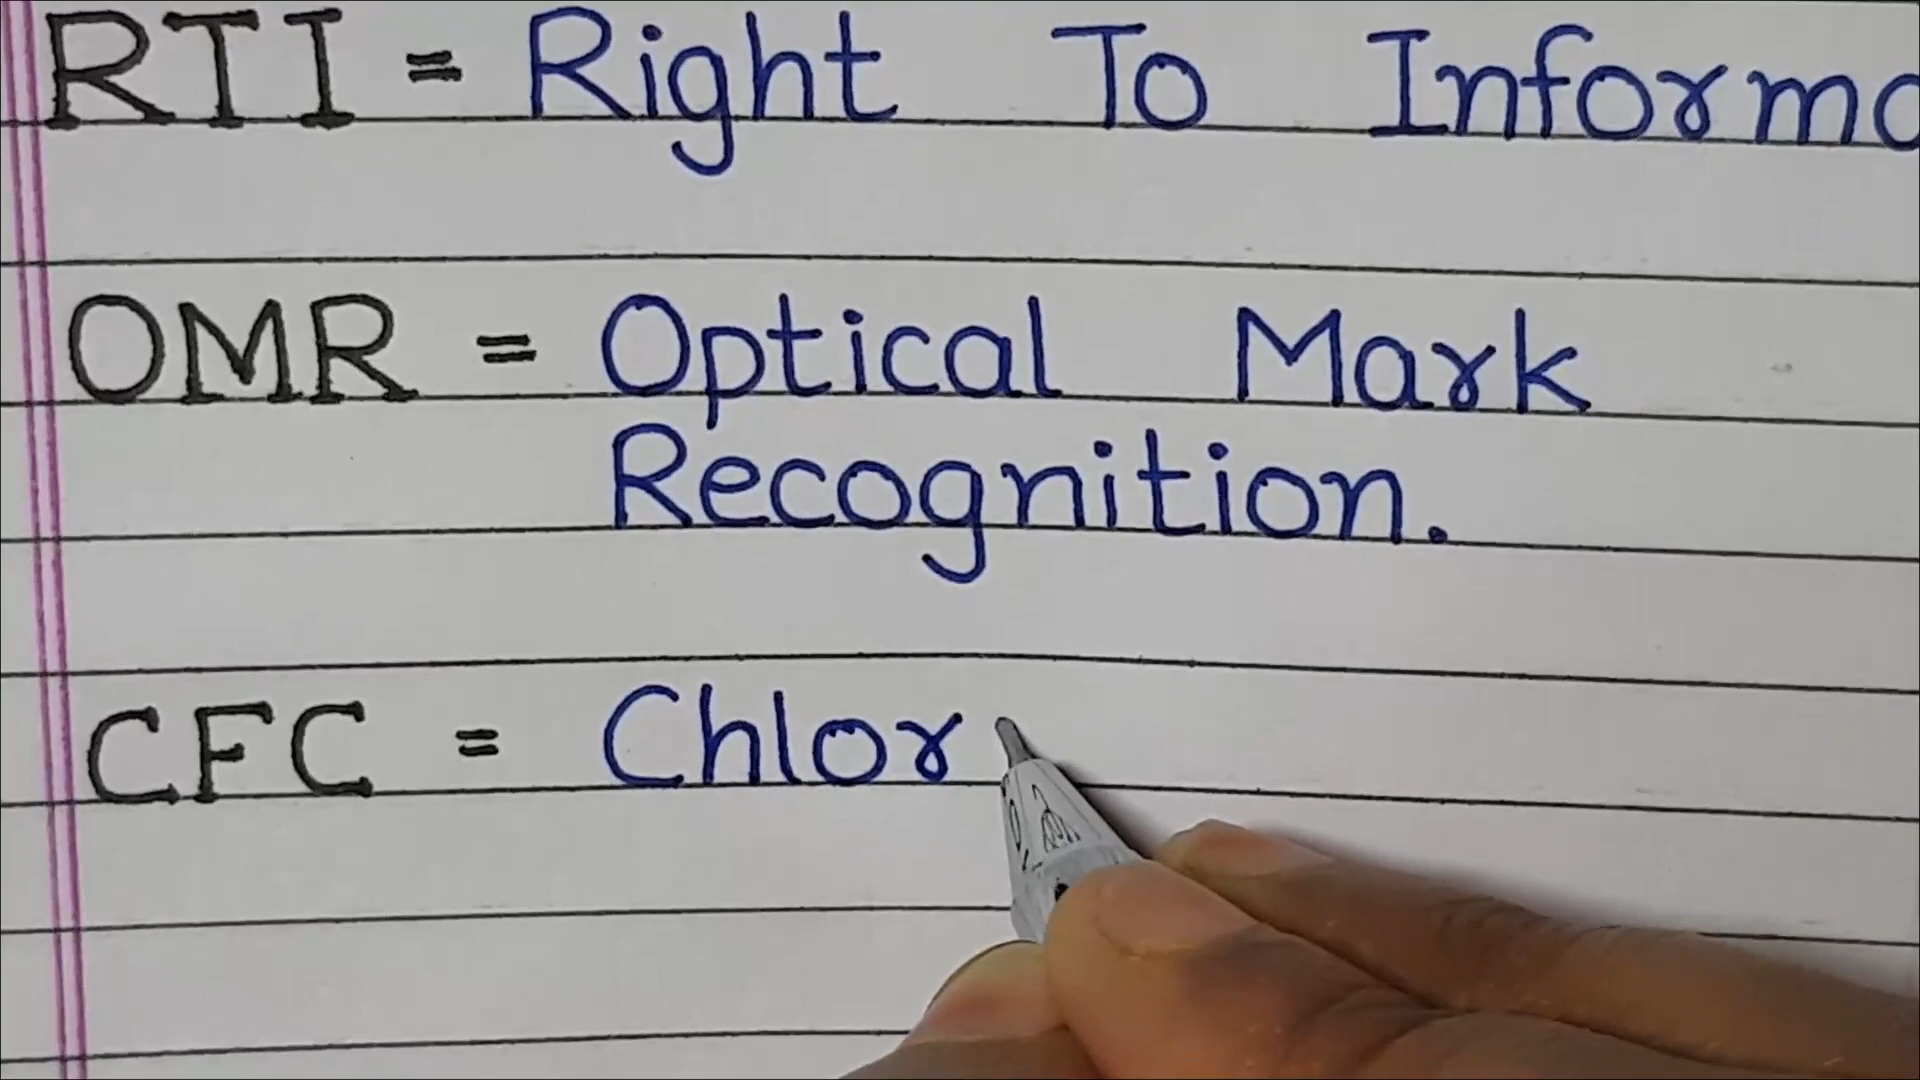 RTI = Right To Informa
OMR = Optical Mark
Recognition.
CFC = Chlor